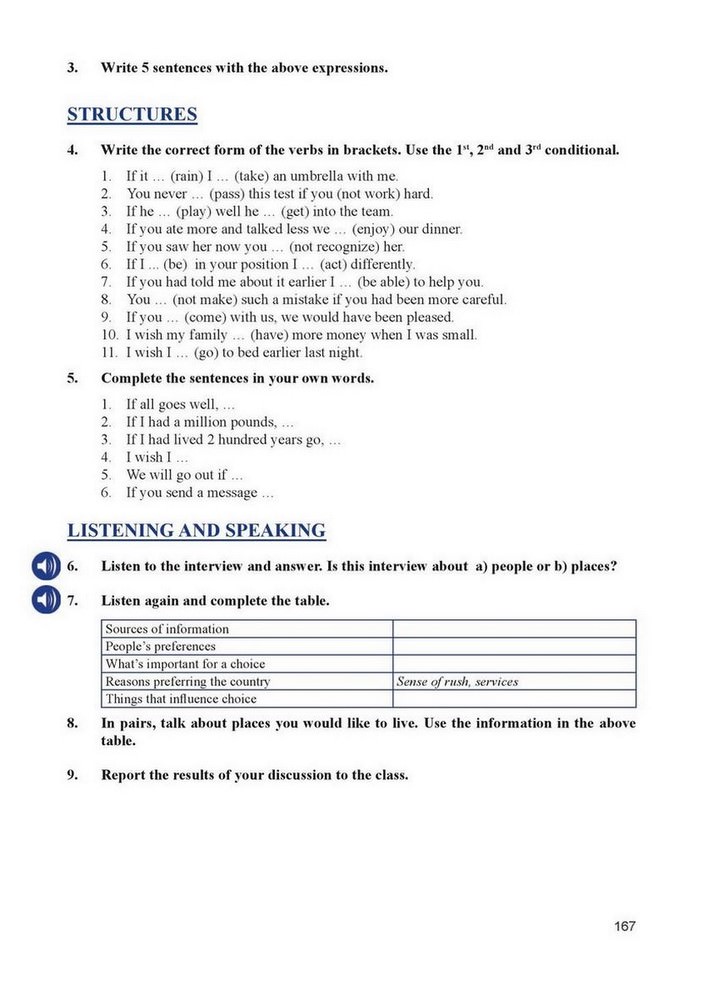 3. Write 5 sentences with the above expressions.
STRUCTURES
4. Write the correct form of the verbs in brackets. Use the 1st, 2nd and 3rd conditional.
1. If it … (rain) I … (take) an umbrella with me.
2. You never … (pass) this test if you (not work) hard.
3. If he … (play) well he … (get) into the team.
4. If you ate more and talked less we … (enjoy) our dinner.
5. If you saw her now you … (not recognize) her.
6. If I … (be) in your position I … (act) differently.
7. If you had told me about it earlier I … (be able) to help you.
8. You … (not make) such a mistake if you had been more careful.
9. If you … (come) with us, we would have been pleased.
10. I wish my family … (have) more money when I was small.
11. I wish I … (go) to bed earlier last night.
5. Complete the sentences in your own words.
1. If all goes well, …
2. If I had a million pounds, …
3. If I had lived 2 hundred years go, …
4. I wish I …
5. We will go out if …
6. If you send a message …
LISTENING AND SPEAKING
6. Listen to the interview and answer. Is this interview about a) people or b) places?
7. Listen again and complete the table.
Sources of information
People's preferences
What's important for a choice
Reasons preferring the country Sense of rush, services
Things that influence choice
8. In pairs, talk about places you would like to live. Use the information in the above
table.
9. Report the results of your discussion to the class.
167